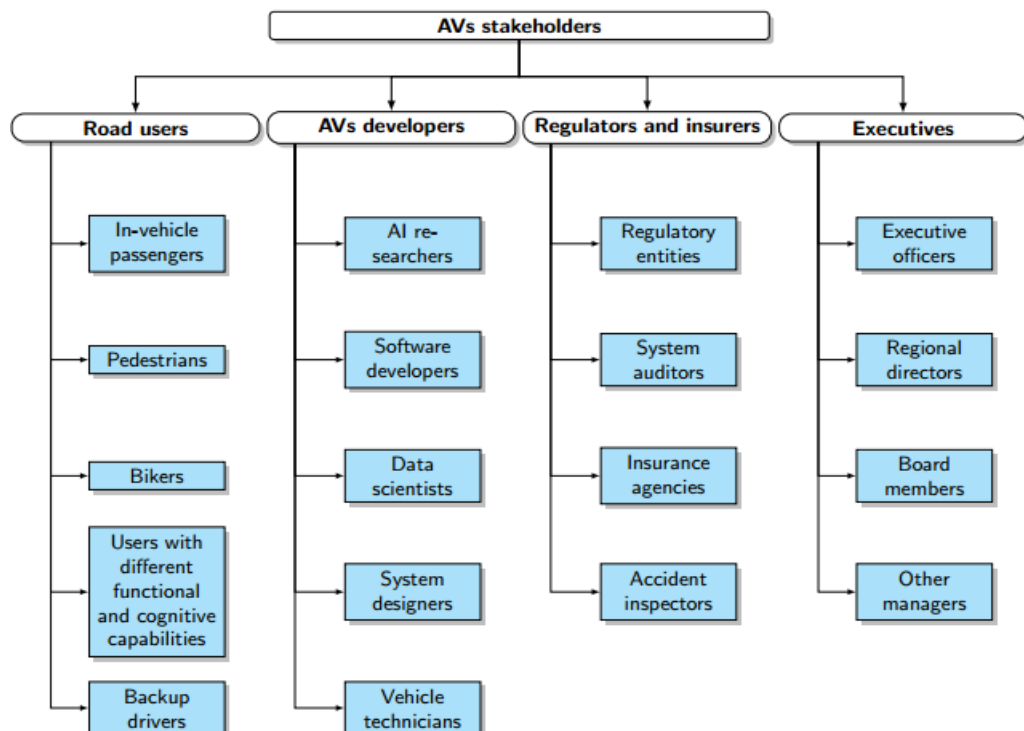 AVs stakeholders
Road users
AVs developers
Regulators and insurers
Executives
In-vehicle
passengers
Pedestrians
Bikers
Users with
different
functional
and cognitive
capabilities
Backup
drivers
AI re-
searchers
Software
developers
Data
scientists
System
designers
Vehicle
technicians
Regulatory
entities
System
auditors
Insurance
agencies
Accident
inspectors
Executive
officers
Regional
directors
Board
members
Other
managers